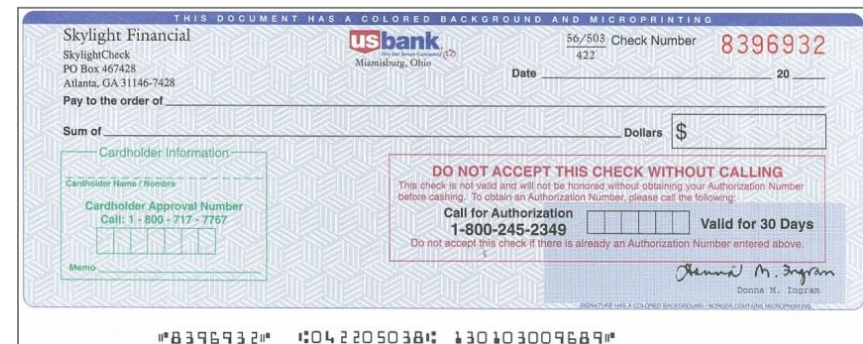 THIS DOCUMENT HAS A COLORED BACKGROUND AND MICROPRINTING
Skylight Financial
SkylightCheck
PO Box 467428
Atlanta, GA 31146-7428
usbank
Miamisburg, Ohio
56/503 Check Number 8396932
422
Date 20
Pay to the order of
Sum of Dollars $
Cardholder Information
Cardholder Name / Nombre
Cardholder Approval Number
Call: 1 - 800 - 717 - 7767
Memo
DO NOT ACCEPT THIS CHECK WITHOUT CALLING
This check is not valid and will not be honored without obtaining your Authorization Number
before cashing. To obtain an Authorization Number, please call the following:
Call for Authorization
1-800-245-2349
Valid for 30 Days
Do not accept this check if there is already an Authorization Number entered above.
Donna M. Ingram
Donna M. Ingram
SIGNATURE HAS A COLORED BACKGROUND - BORDER CONTAINS MICROPRINTING
⑈8396932⑈ ⑆042205038⑆ 130103009689⑈